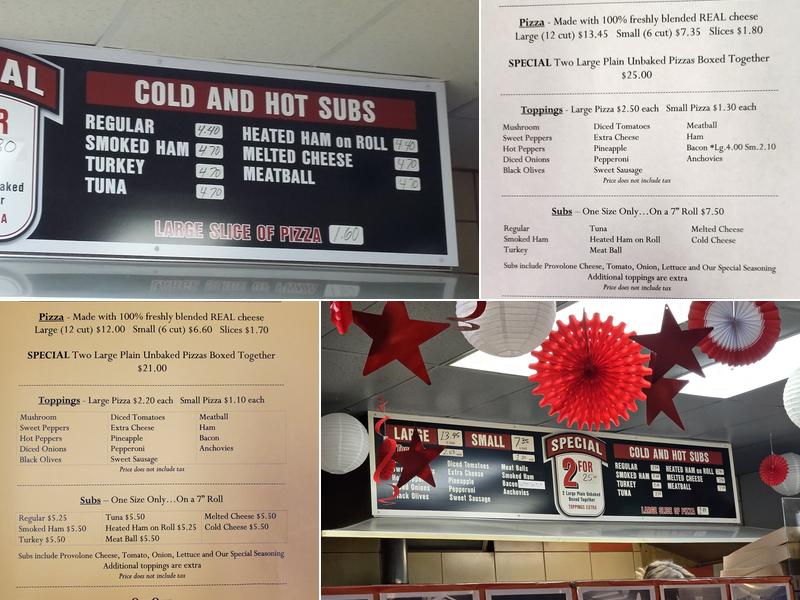 AL
R
80
aked
r
A
COLD AND HOT SUBS
REGULAR 4.40
SMOKED HAM 4.70
TURKEY 4.70
TUNA 4.70
HEATED HAM on ROLL 4.40
MELTED CHEESE 4.70
MEATBALL 4.70
LARGE SLICE OF PIZZA 1.60
Pizza - Made with 100% freshly blended REAL cheese
Large (12 cut) $13.45 Small (6 cut) $7.35 Slices $1.80
SPECIAL Two Large Plain Unbaked Pizzas Boxed Together
$25.00
Toppings - Large Pizza $2.50 each Small Pizza $1.30 each
Mushroom Diced Tomatoes Meatball
Sweet Peppers Extra Cheese Ham
Hot Peppers Pineapple Bacon *Lg.4.00 Sm.2.10
Diced Onions Pepperoni Anchovies
Black Olives Sweet Sausage
Price does not include tax
Subs – One Size Only…On a 7" Roll $7.50
Regular Tuna Melted Cheese
Smoked Ham Heated Ham on Roll Cold Cheese
Turkey Meat Ball
Subs include Provolone Cheese, Tomato, Onion, Lettuce and Our Special Seasoning
Additional toppings are extra
Price does not include tax
Pizza - Made with 100% freshly blended REAL cheese
Large (12 cut) $12.00 Small (6 cut) $6.60 Slices $1.70
SPECIAL Two Large Plain Unbaked Pizzas Boxed Together
$21.00
Toppings - Large Pizza $2.20 each Small Pizza $1.10 each
Mushroom Diced Tomatoes Meatball
Sweet Peppers Extra Cheese Ham
Hot Peppers Pineapple Bacon
Diced Onions Pepperoni Anchovies
Black Olives Sweet Sausage
Price does not include tax
Subs – One Size Only…On a 7" Roll
Regular $5.25 Tuna $5.50 Melted Cheese $5.50
Smoked Ham $5.50 Heated Ham on Roll $5.25 Cold Cheese $5.50
Turkey $5.50 Meat Ball $5.50
Subs include Provolone Cheese, Tomato, Onion, Lettuce and Our Special Seasoning
Additional toppings are extra
Price does not include tax
LARGE 13.45 SMALL 7.35
Diced Tomatoes Meat Balls
Extra Cheese Ham
Pineapple Bacon
Pepperoni Anchovies
Black Olives Sweet Sausage
SPECIAL
2 FOR 25
2 Large Plain Unbaked
Boxed Together
TOPPINGS EXTRA
COLD AND HOT SUBS
REGULAR HEATED HAM on ROLL
SMOKED HAM MELTED CHEESE
TURKEY MEATBALL
TUNA
LARGE SLICE OF PIZZA